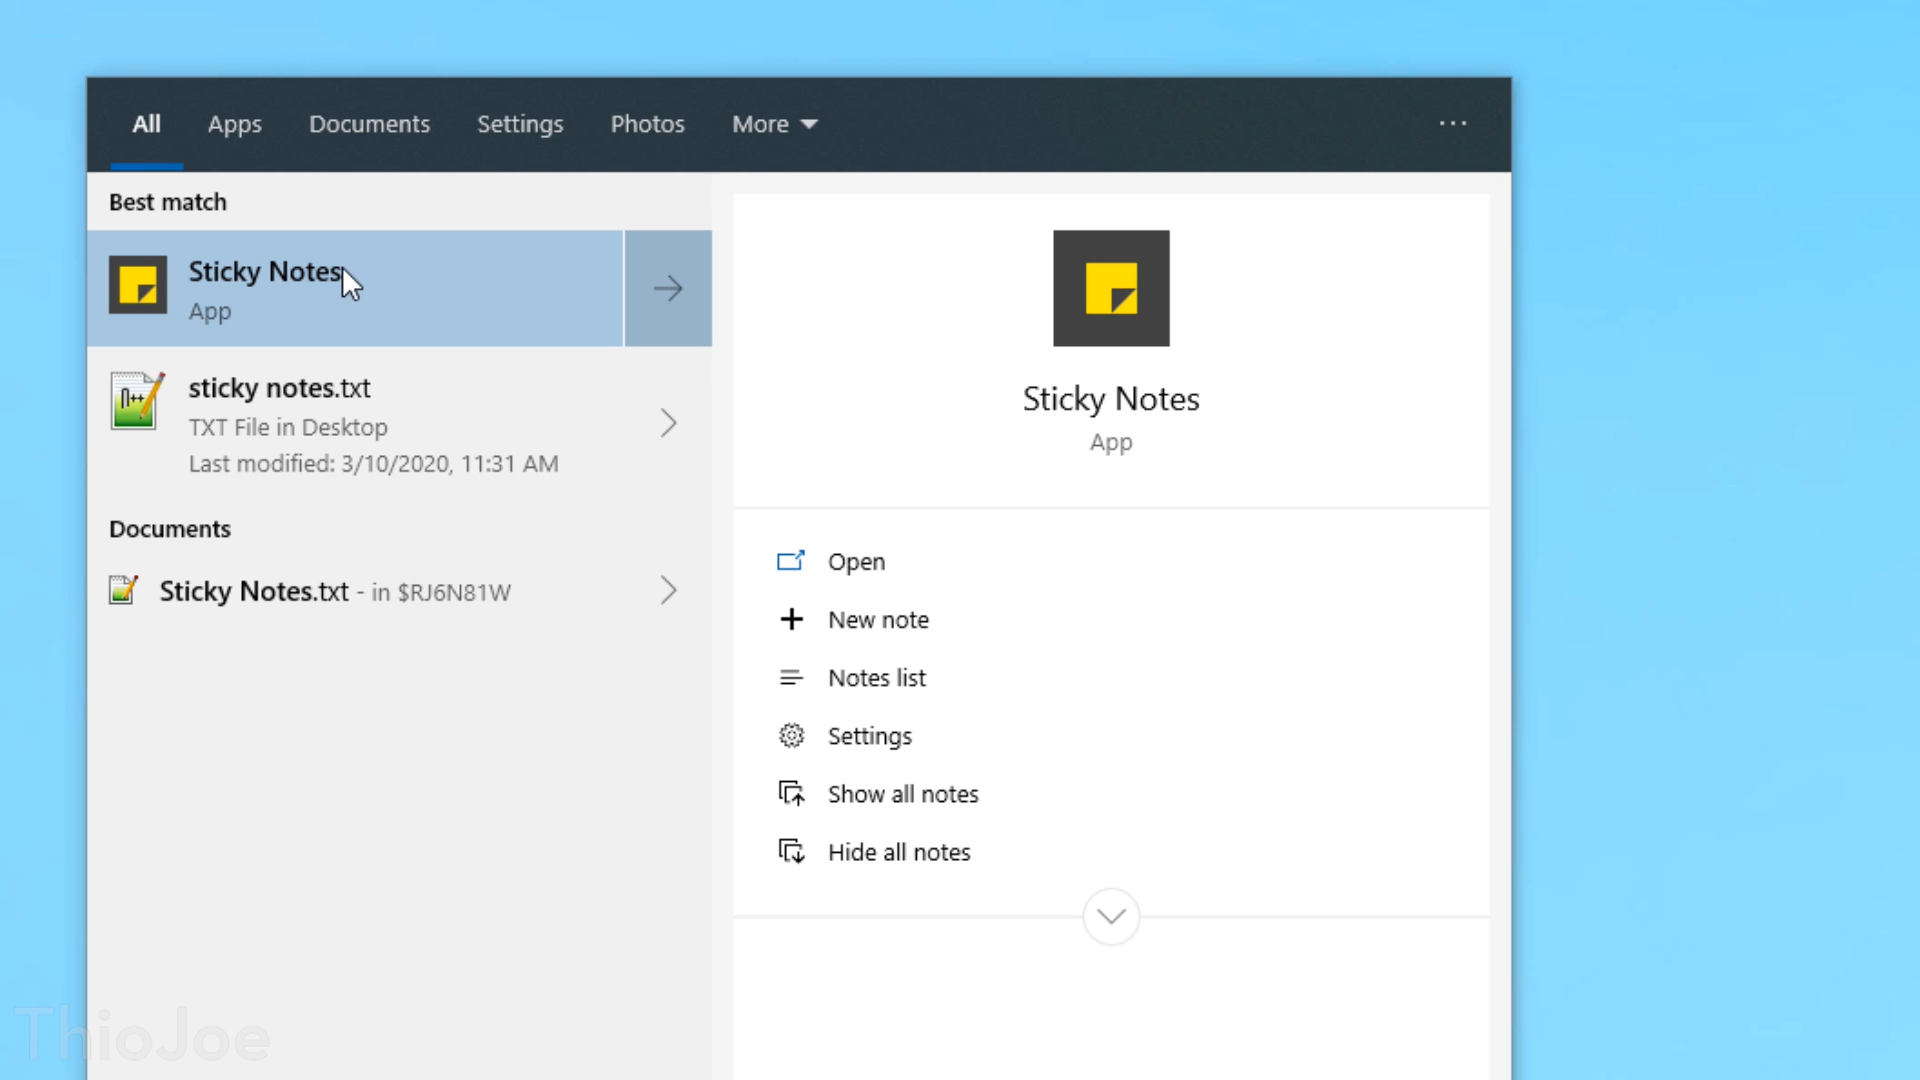 All Apps Documents Settings Photos More
Best match
Sticky Notes
App
sticky notes.txt
TXT File in Desktop
Last modified: 3/10/2020, 11:31 AM
Documents
Sticky Notes.txt - in $RJ6N81W
Sticky Notes
App
Open
New note
Notes list
Settings
Show all notes
Hide all notes
ThioJoe